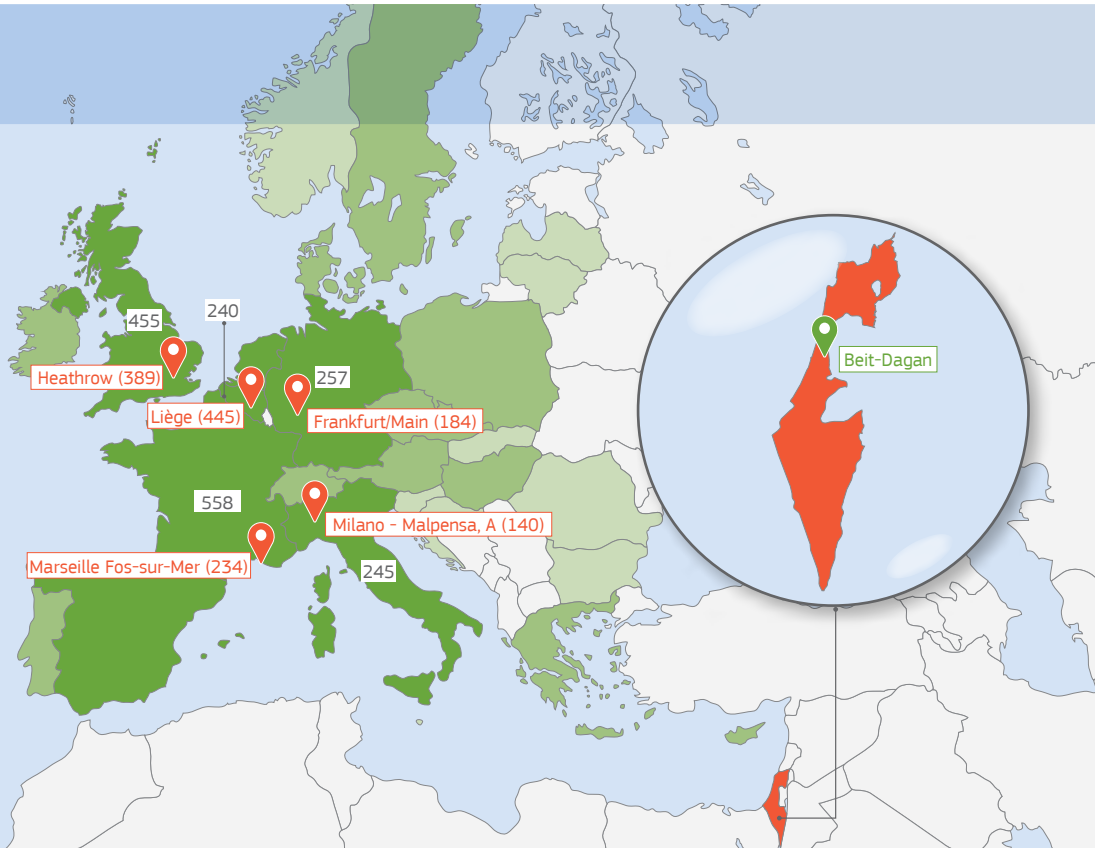 455
240
Heathrow (389)
Beit-Dagan
257
Liège (445)
Frankfurt/Main (184)
558
Milano - Malpensa, A (140)
Marseille Fos-sur-Mer (234)
245